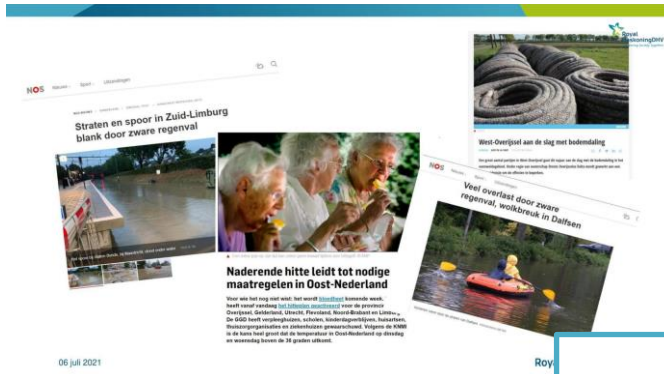 Royal
HaskoningDHV
NOS Nieuws Sport Uitzendingen
Straten en spoor in Zuid-Limburg
blank door zware regenval
Naderende hitte leidt tot nodige
maatregelen in Oost-Nederland
Voor wie het nog niet wist: het wordt bloedheet komende week.
heeft vanaf vandaag het hitteplan geactiveerd voor de provincie
Overijssel, Gelderland, Utrecht, Flevoland, Noord-Brabant en Limburg
De GGD heeft verpleeghuizen, scholen, kinderdagverblijven, huisartsen,
thuiszorgorganisaties en ziekenhuizen gewaarschuwd. Volgens de KNMI
is de kans heel groot dat de temperatuur in Oost-Nederland op dinsdag
en woensdag boven de 38 graden uitkomt.
West-Overijssel aan de slag met bodemdaling
NOS Nieuws Sport Uitzendingen
Veel overlast door zware
regenval, wolkbreuk in Dalfsen
06 juli 2021
Roy